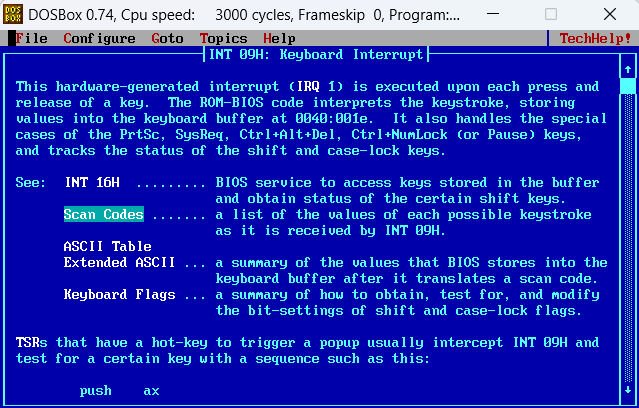 DOSBox 0.74, Cpu speed: 3000 cycles, Frameskip 0, Program:...
File Configure Goto Topics Help TechHelp!
INT 09H: Keyboard Interrupt
This hardware-generated interrupt (IRQ 1) is executed upon each press and
release of a key. The ROM-BIOS code interprets the keystroke, storing
values into the keyboard buffer at 0040:001e. It also handles the special
cases of the PrtSc, SysReq, Ctrl+Alt+Del, Ctrl+NumLock (or Pause) keys,
and tracks the status of the shift and case-lock keys.
See: INT 16H ......... BIOS service to access keys stored in the buffer
and obtain status of the certain shift keys.
Scan Codes ....... a list of the values of each possible keystroke
as it is received by INT 09H.
ASCII Table
Extended ASCII ... a summary of the values that BIOS stores into the
keyboard buffer after it translates a scan code.
Keyboard Flags ... a summary of how to obtain, test for, and modify
the bit-settings of shift and case-lock flags.
TSRs that have a hot-key to trigger a popup usually intercept INT 09H and
test for a certain key with a sequence such as this:
push ax